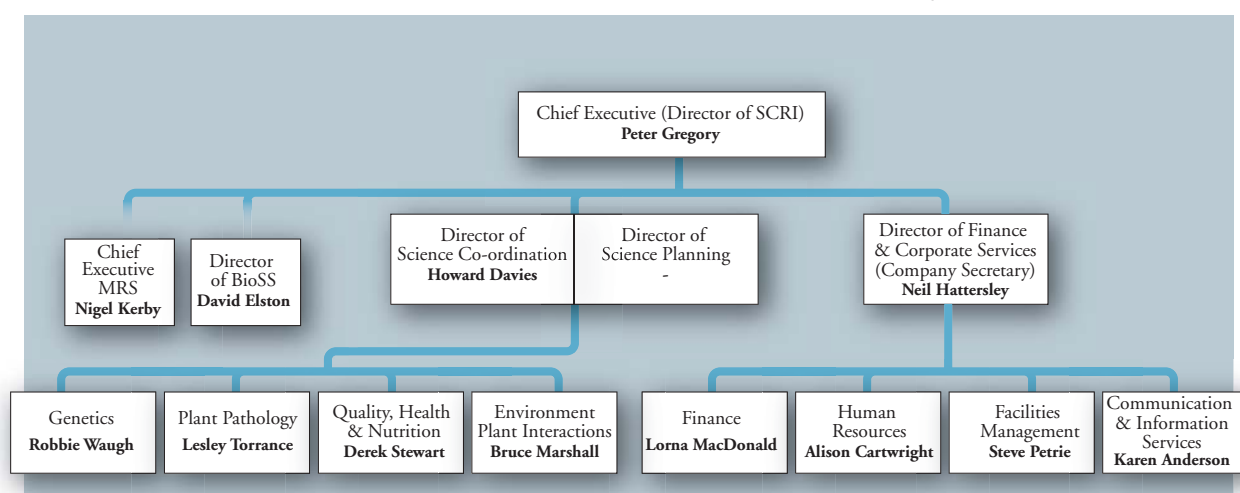 Chief Executive (Director of SCRI)
Peter Gregory
Chief
Executive
MRS
Nigel Kerby
Director
of BioSS
David Elston
Director of
Science Co-ordination
Howard Davies
Director of
Science Planning
-
Director of Finance
& Corporate Services
(Company Secretary)
Neil Hattersley
Genetics
Robbie Waugh
Plant Pathology
Lesley Torrance
Quality, Health
& Nutrition
Derek Stewart
Environment
Plant Interactions
Bruce Marshall
Finance
Lorna MacDonald
Human
Resources
Alison Cartwright
Facilities
Management
Steve Petrie
Communication
& Information
Services
Karen Anderson